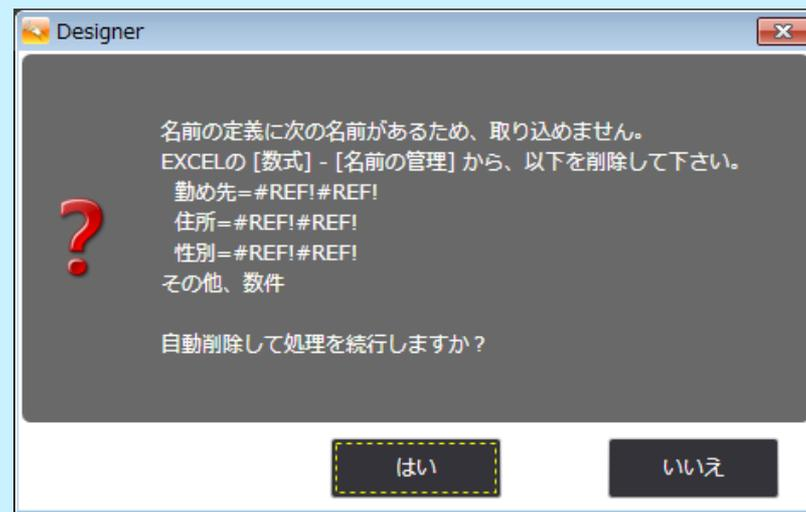 Designer
名前の定義に次の名前があるため、取り込めません。
EXCELの [数式] - [名前の管理] から、以下を削除して下さい。
勤め先=#REF!#REF!
住所=#REF!#REF!
性別=#REF!#REF!
その他、数件
自動削除して処理を続行しますか？
はい
いいえ